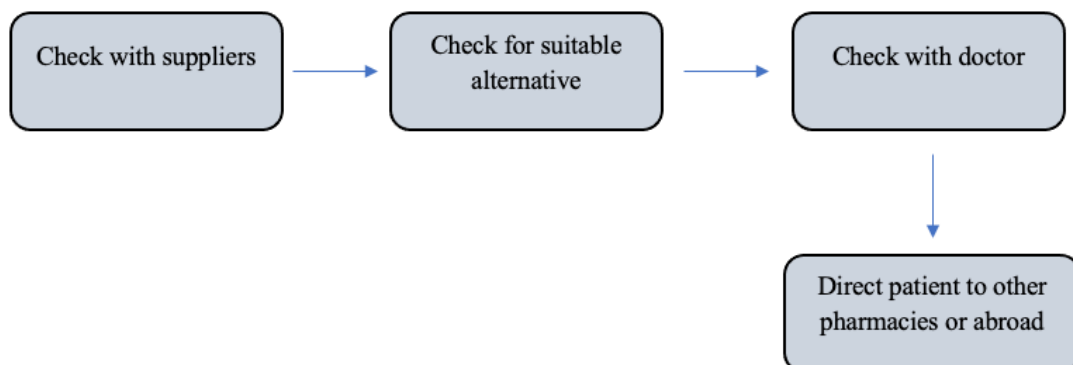 Check with suppliers
Check for suitable
alternative
Check with doctor
Direct patient to other
pharmacies or abroad